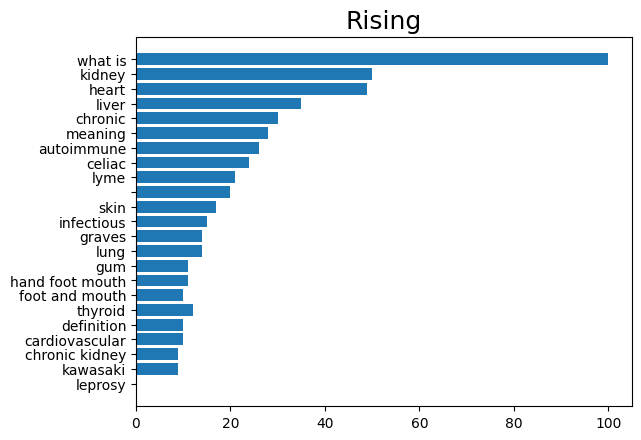 Rising
what is
kidney
heart
liver
chronic
meaning
autoimmune
celiac
lyme
skin
infectious
graves
lung
gum
hand foot mouth
foot and mouth
thyroid
definition
cardiovascular
chronic kidney
kawasaki
leprosy
0 20 40 60 80 100